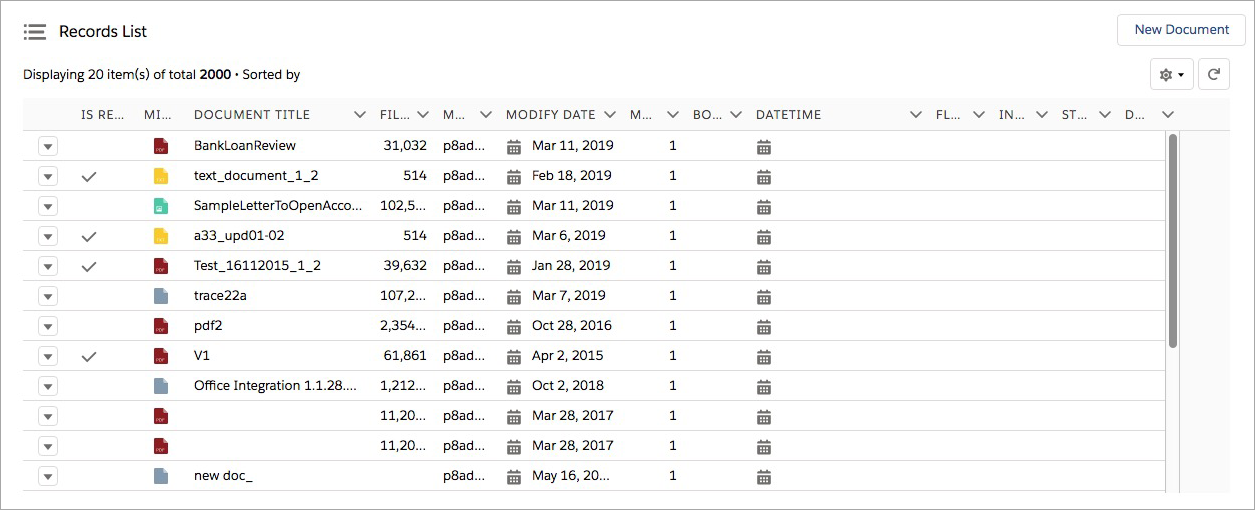 Records List
New Document
Displaying 20 item(s) of total 2000 • Sorted by
IS RE... MI... DOCUMENT TITLE FIL... M... MODIFY DATE M... BO... DATETIME FL... IN... ST... D...
PDF BankLoanReview 31,032 p8ad... Mar 11, 2019 1
text_document_1_2 514 p8ad... Feb 18, 2019 1
SampleLetterToOpenAcco... 102,5... p8ad... Mar 11, 2019 1
a33_upd01-02 514 p8ad... Mar 6, 2019 1
PDF Test_16112015_1_2 39,632 p8ad... Jan 28, 2019 1
trace22a 107,2... p8ad... Mar 7, 2019 1
PDF pdf2 2,354... p8ad... Oct 28, 2016 1
PDF V1 61,861 p8ad... Apr 2, 2015 1
Office Integration 1.1.28.... 1,212... p8ad... Oct 2, 2018 1
PDF 11,20... p8ad... Mar 28, 2017 1
PDF 11,20... p8ad... Mar 28, 2017 1
new doc_ p8ad... May 16, 20... 1